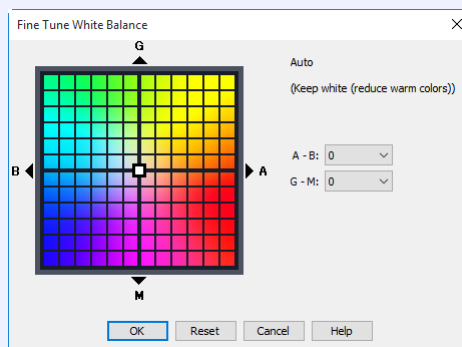 Fine Tune White Balance
G
Auto
(Keep white (reduce warm colors))
A - B: 0
B A
G - M: 0
M
OK Reset Cancel Help